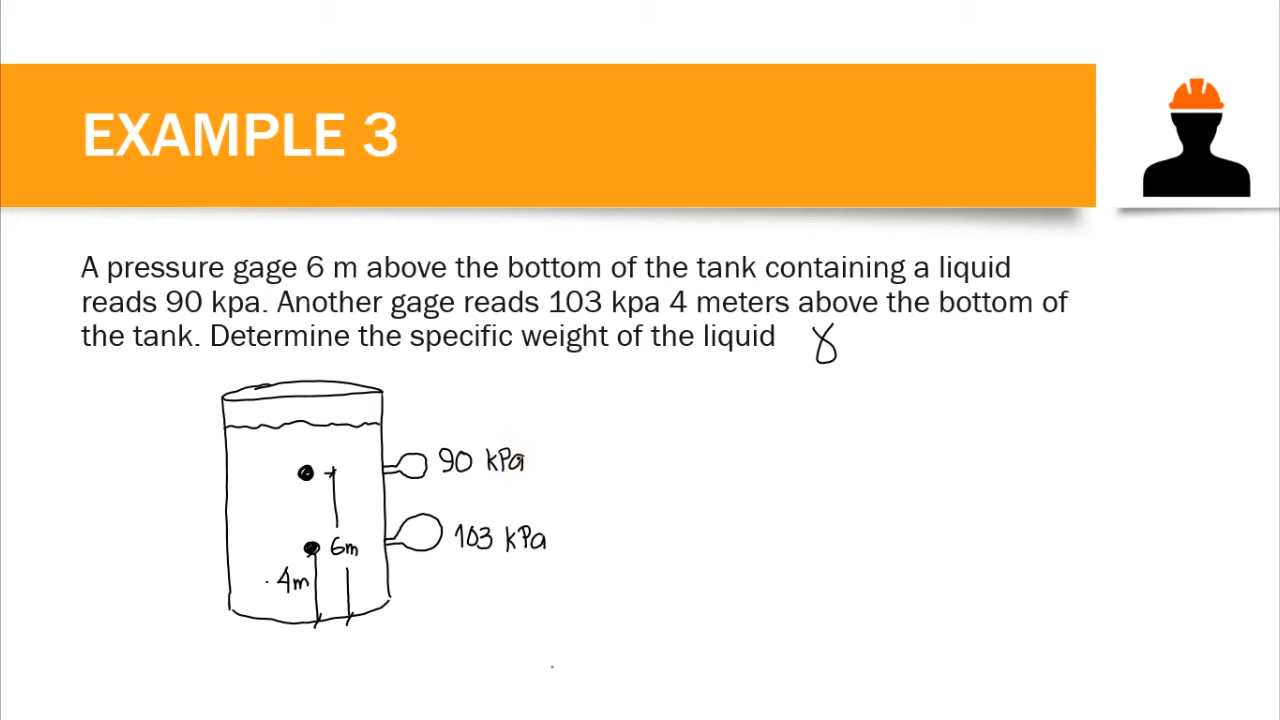 EXAMPLE 3
A pressure gage 6 m above the bottom of the tank containing a liquid
reads 90 kpa. Another gage reads 103 kpa 4 meters above the bottom of
the tank. Determine the specific weight of the liquid γ
90 kPa
103 kPa
6m
4m